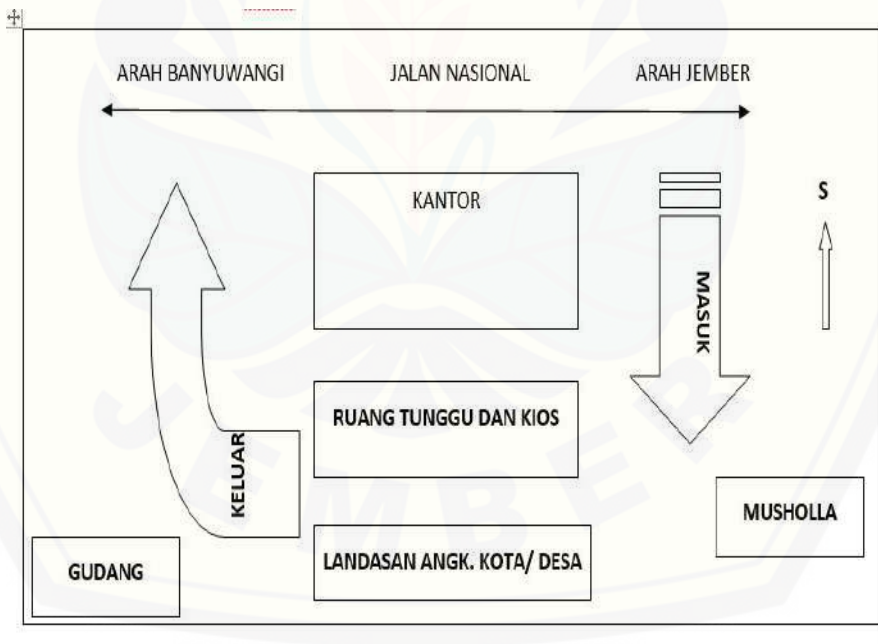 ARAH BANYUWANGI JALAN NASIONAL ARAH JEMBER
KANTOR
S
MASUK
RUANG TUNGGU DAN KIOS
KELUAR
MUSHOLLA
LANDASAN ANGK. KOTA/ DESA
GUDANG
JEMBER